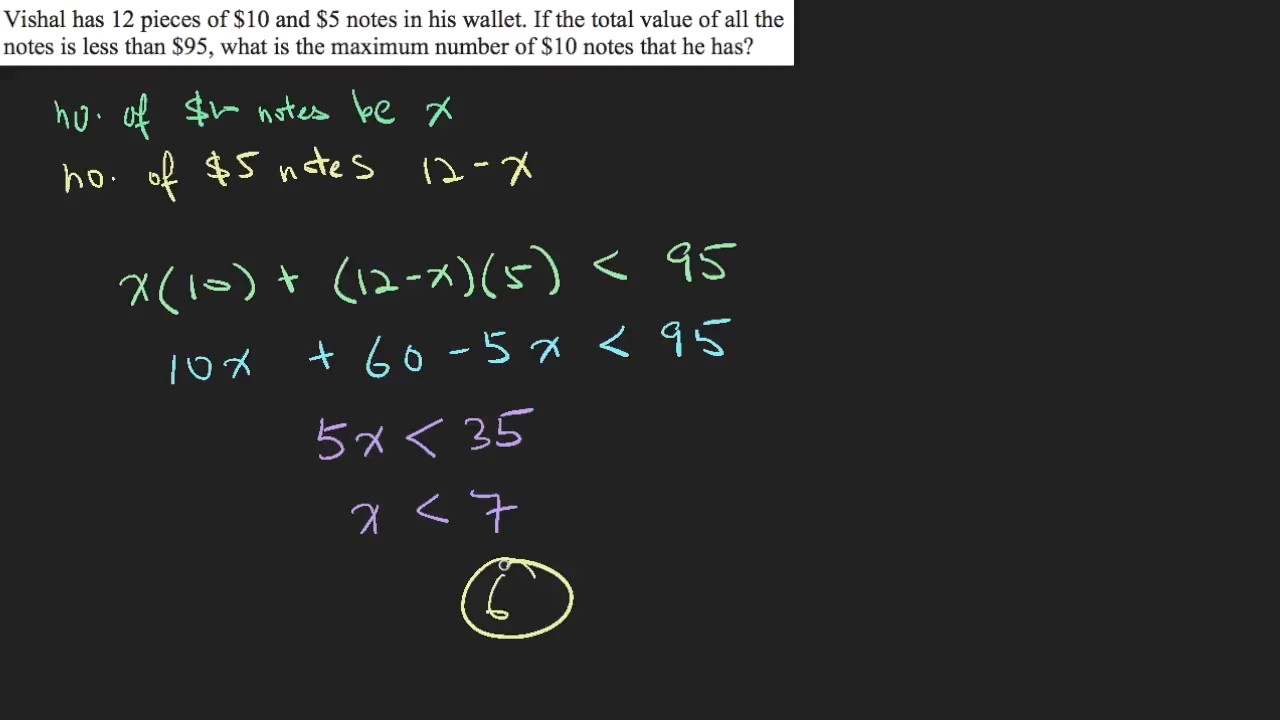 Vishal has 12 pieces of $10 and $5 notes in his wallet. If the total value of all the
notes is less than $95, what is the maximum number of $10 notes that he has?
no. of $10 notes be x
no. of $5 notes 12-x
x(10) + (12-x)(5) < 95
10x + 60 - 5x < 95
5x < 35
x < 7
6